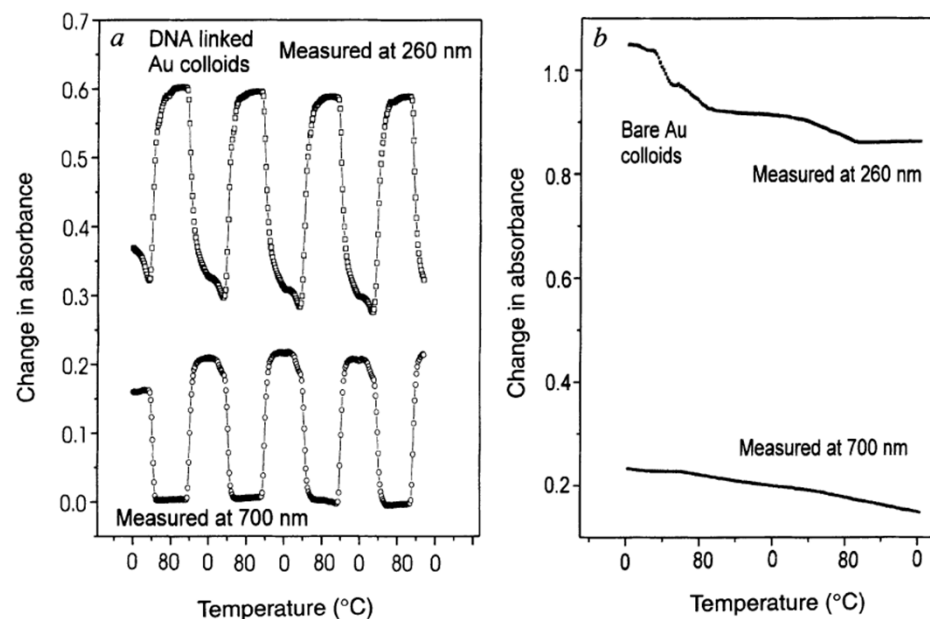 a
DNA linked
Au colloids
Measured at 260 nm
0.7
0.6
0.5
0.4
0.3
0.2
0.1
0.0
Change in absorbance
Measured at 700 nm
0 80 0 80 0 80 0 80 0
Temperature (°C)
b
1.0
0.8
0.6
0.4
0.2
Change in absorbance
Bare Au
colloids
Measured at 260 nm
Measured at 700 nm
0 80 0 80 0
Temperature (°C)